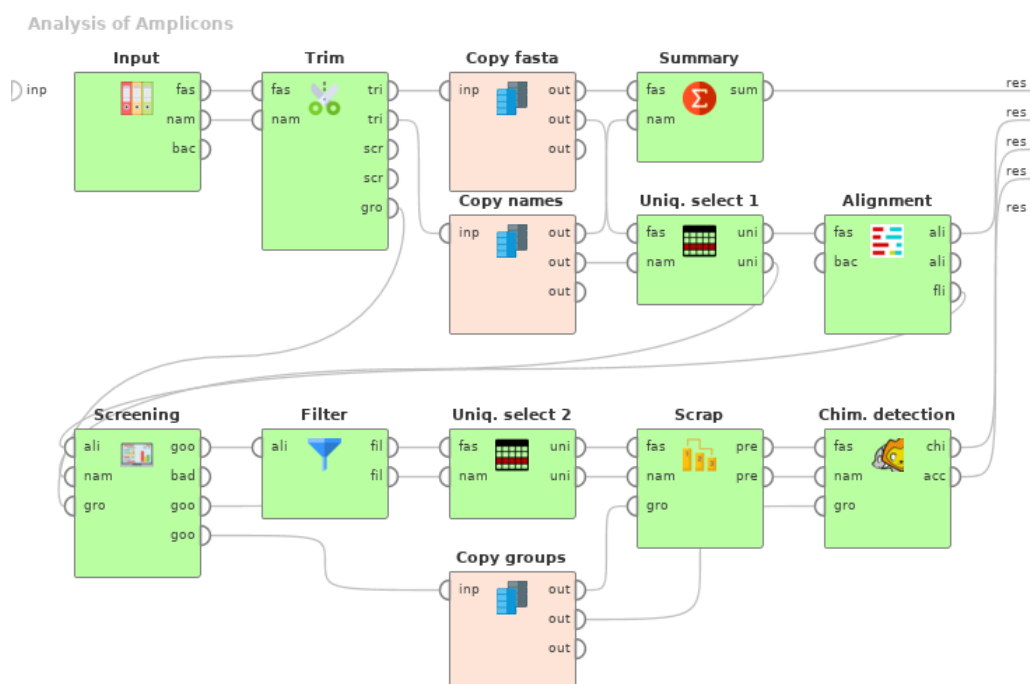 Analysis of Amplicons
Input
Trim
Copy fasta
Summary
inp
fas
nam
bac
fas
nam
tri
tri
scr
scr
gro
inp
out
out
out
fas
nam
sum
res
res
res
res
res
Copy names
Uniq. select 1
Alignment
inp
out
out
out
fas
nam
uni
uni
fas
bac
ali
ali
fli
Screening
Filter
Uniq. select 2
Scrap
Chim. detection
ali
nam
gro
goo
bad
goo
goo
ali
fil
fil
fas
nam
uni
uni
fas
nam
gro
pre
pre
fas
nam
gro
chi
acc
Copy groups
inp
out
out
out
Σ